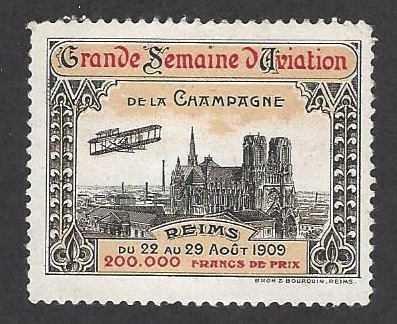 Grande Semaine d'Aviation
DE LA CHAMPAGNE
REIMS
DU 22 AU 29 AOÛT 1909
200.000 FRANCS DE PRIX
BROH & BOURQUIN, REIMS.